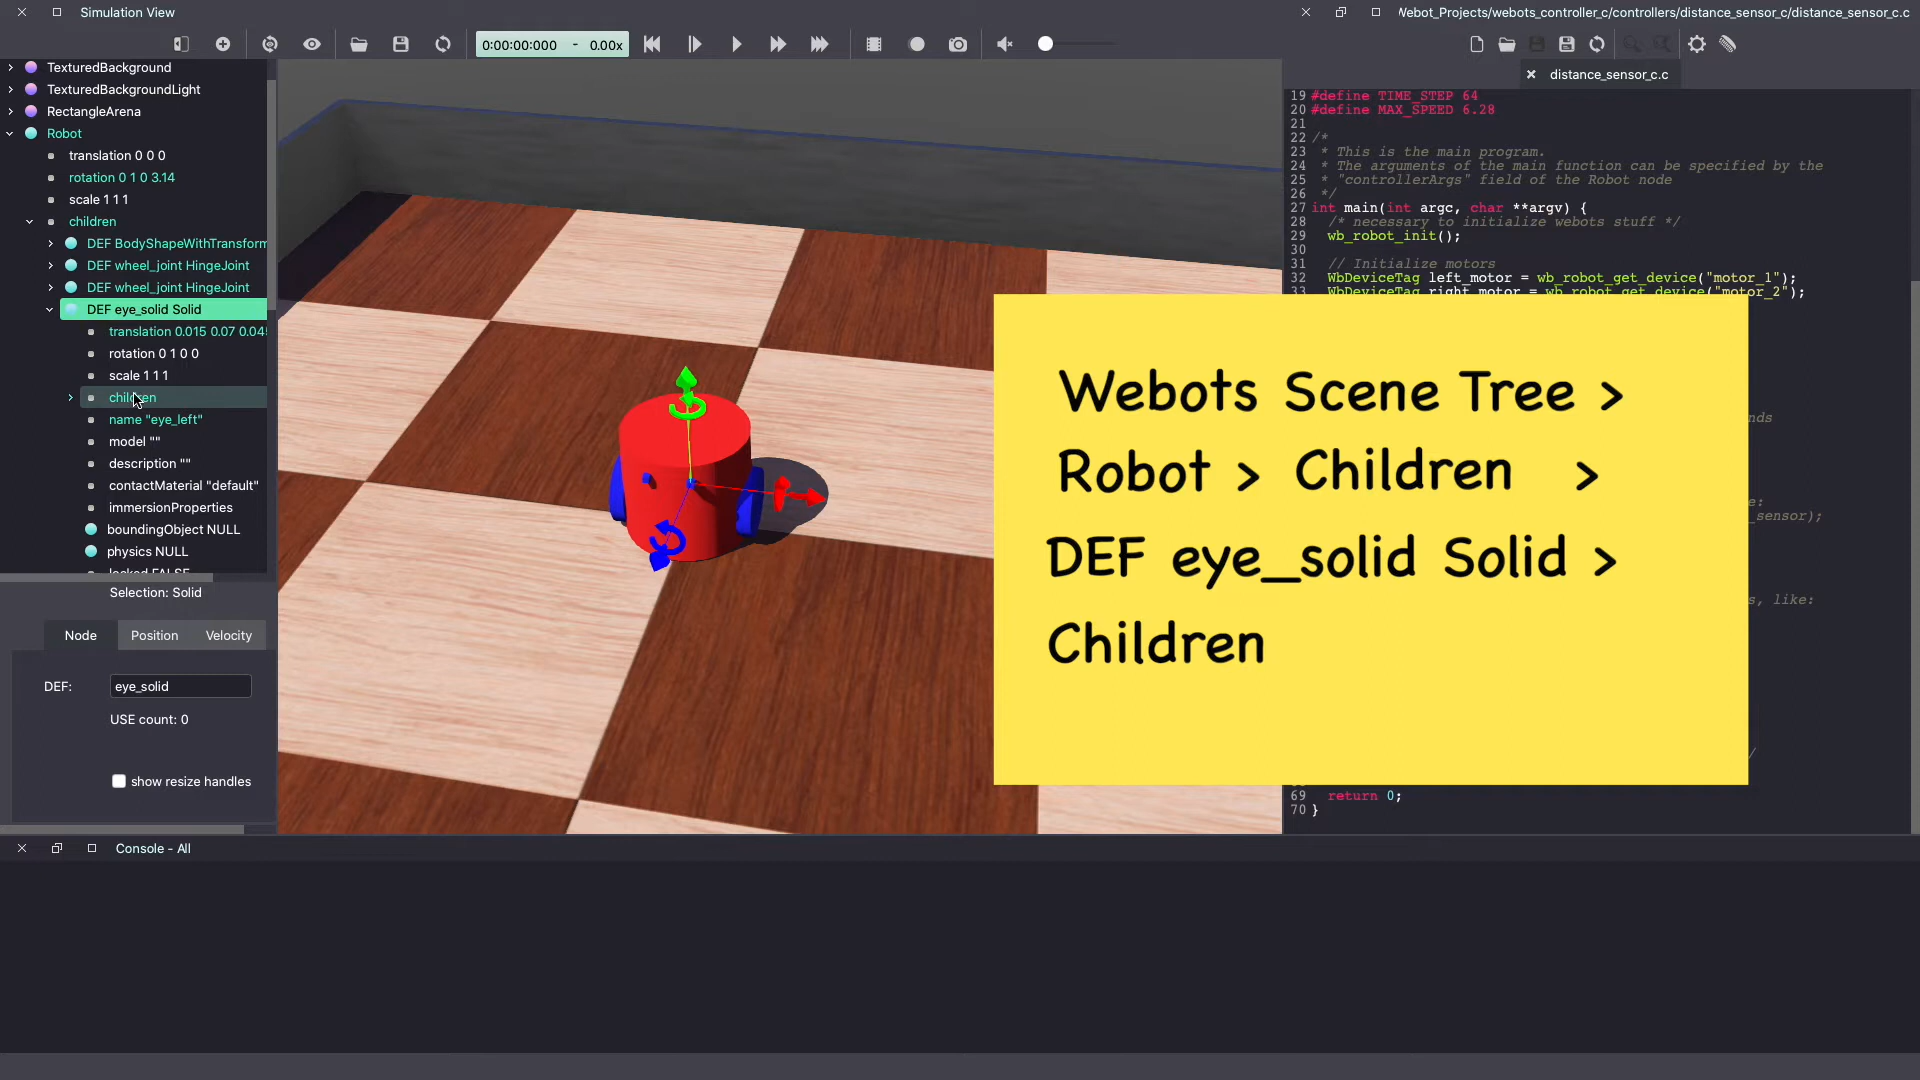 Simulation View
Webot_Projects/webots_controller_c/controllers/distance_sensor_c/distance_sensor_c.c
0:00:00:000 - 0.00x
distance_sensor_c.c
TexturedBackground
TexturedBackgroundLight
RectangleArena
Robot
translation 0 0 0
rotation 0 1 0 3.14
scale 1 1 1
children
DEF BodyShapeWithTransform
DEF wheel_joint HingeJoint
DEF wheel_joint HingeJoint
DEF eye_solid Solid
translation 0.015 0.07 0.045
rotation 0 1 0 0
scale 1 1 1
children
name "eye_left"
model ""
description ""
contactMaterial "default"
immersionProperties
boundingObject NULL
physics NULL
locked FALSE
Selection: Solid
Node Position Velocity
DEF: eye_solid
USE count: 0
show resize handles
19 #define TIME_STEP 64
20 #define MAX_SPEED 6.28
21
22 /*
23 * This is the main program.
24 * The arguments of the main function can be specified by the
25 * "controllerArgs" field of the Robot node
26 */
27 int main(int argc, char **argv) {
28 /* necessary to initialize webots stuff */
29 wb_robot_init();
30
31 // Initialize motors
32 WbDeviceTag left_motor = wb_robot_get_device("motor_1");
33 WbDeviceTag right_motor = wb_robot_get_device("motor_2");
nds
e:
_sensor);
s, like:
*/
69 return 0;
70 }
Webots Scene Tree >
Robot > Children >
DEF eye_solid Solid >
Children
Console - All